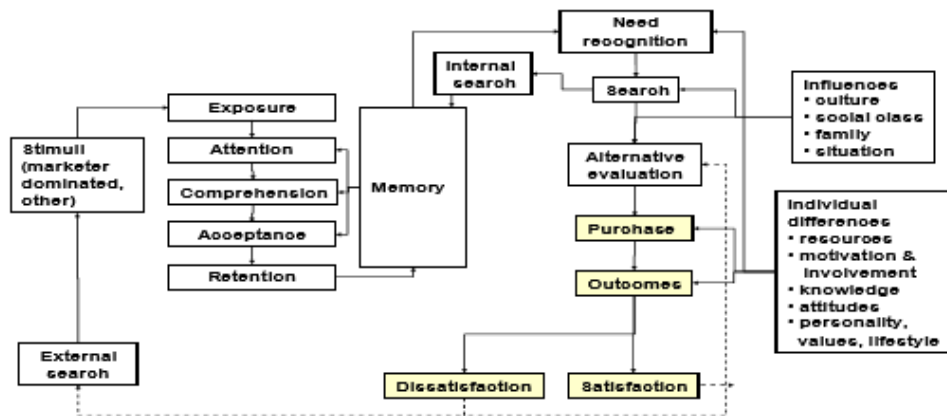 Need
recognition
Internal
search
Search
Exposure
Attention
Comprehension
Acceptance
Retention
Stimuli
(marketer
dominated,
other)
Memory
Alternative
evaluation
Purchase
Outcomes
Influences
• culture
• social class
• family
• situation
Individual
differences
• resources
• motivation &
involvement
• knowledge
• attitudes
• personality,
values, lifestyle
External
search
Dissatisfaction
Satisfaction